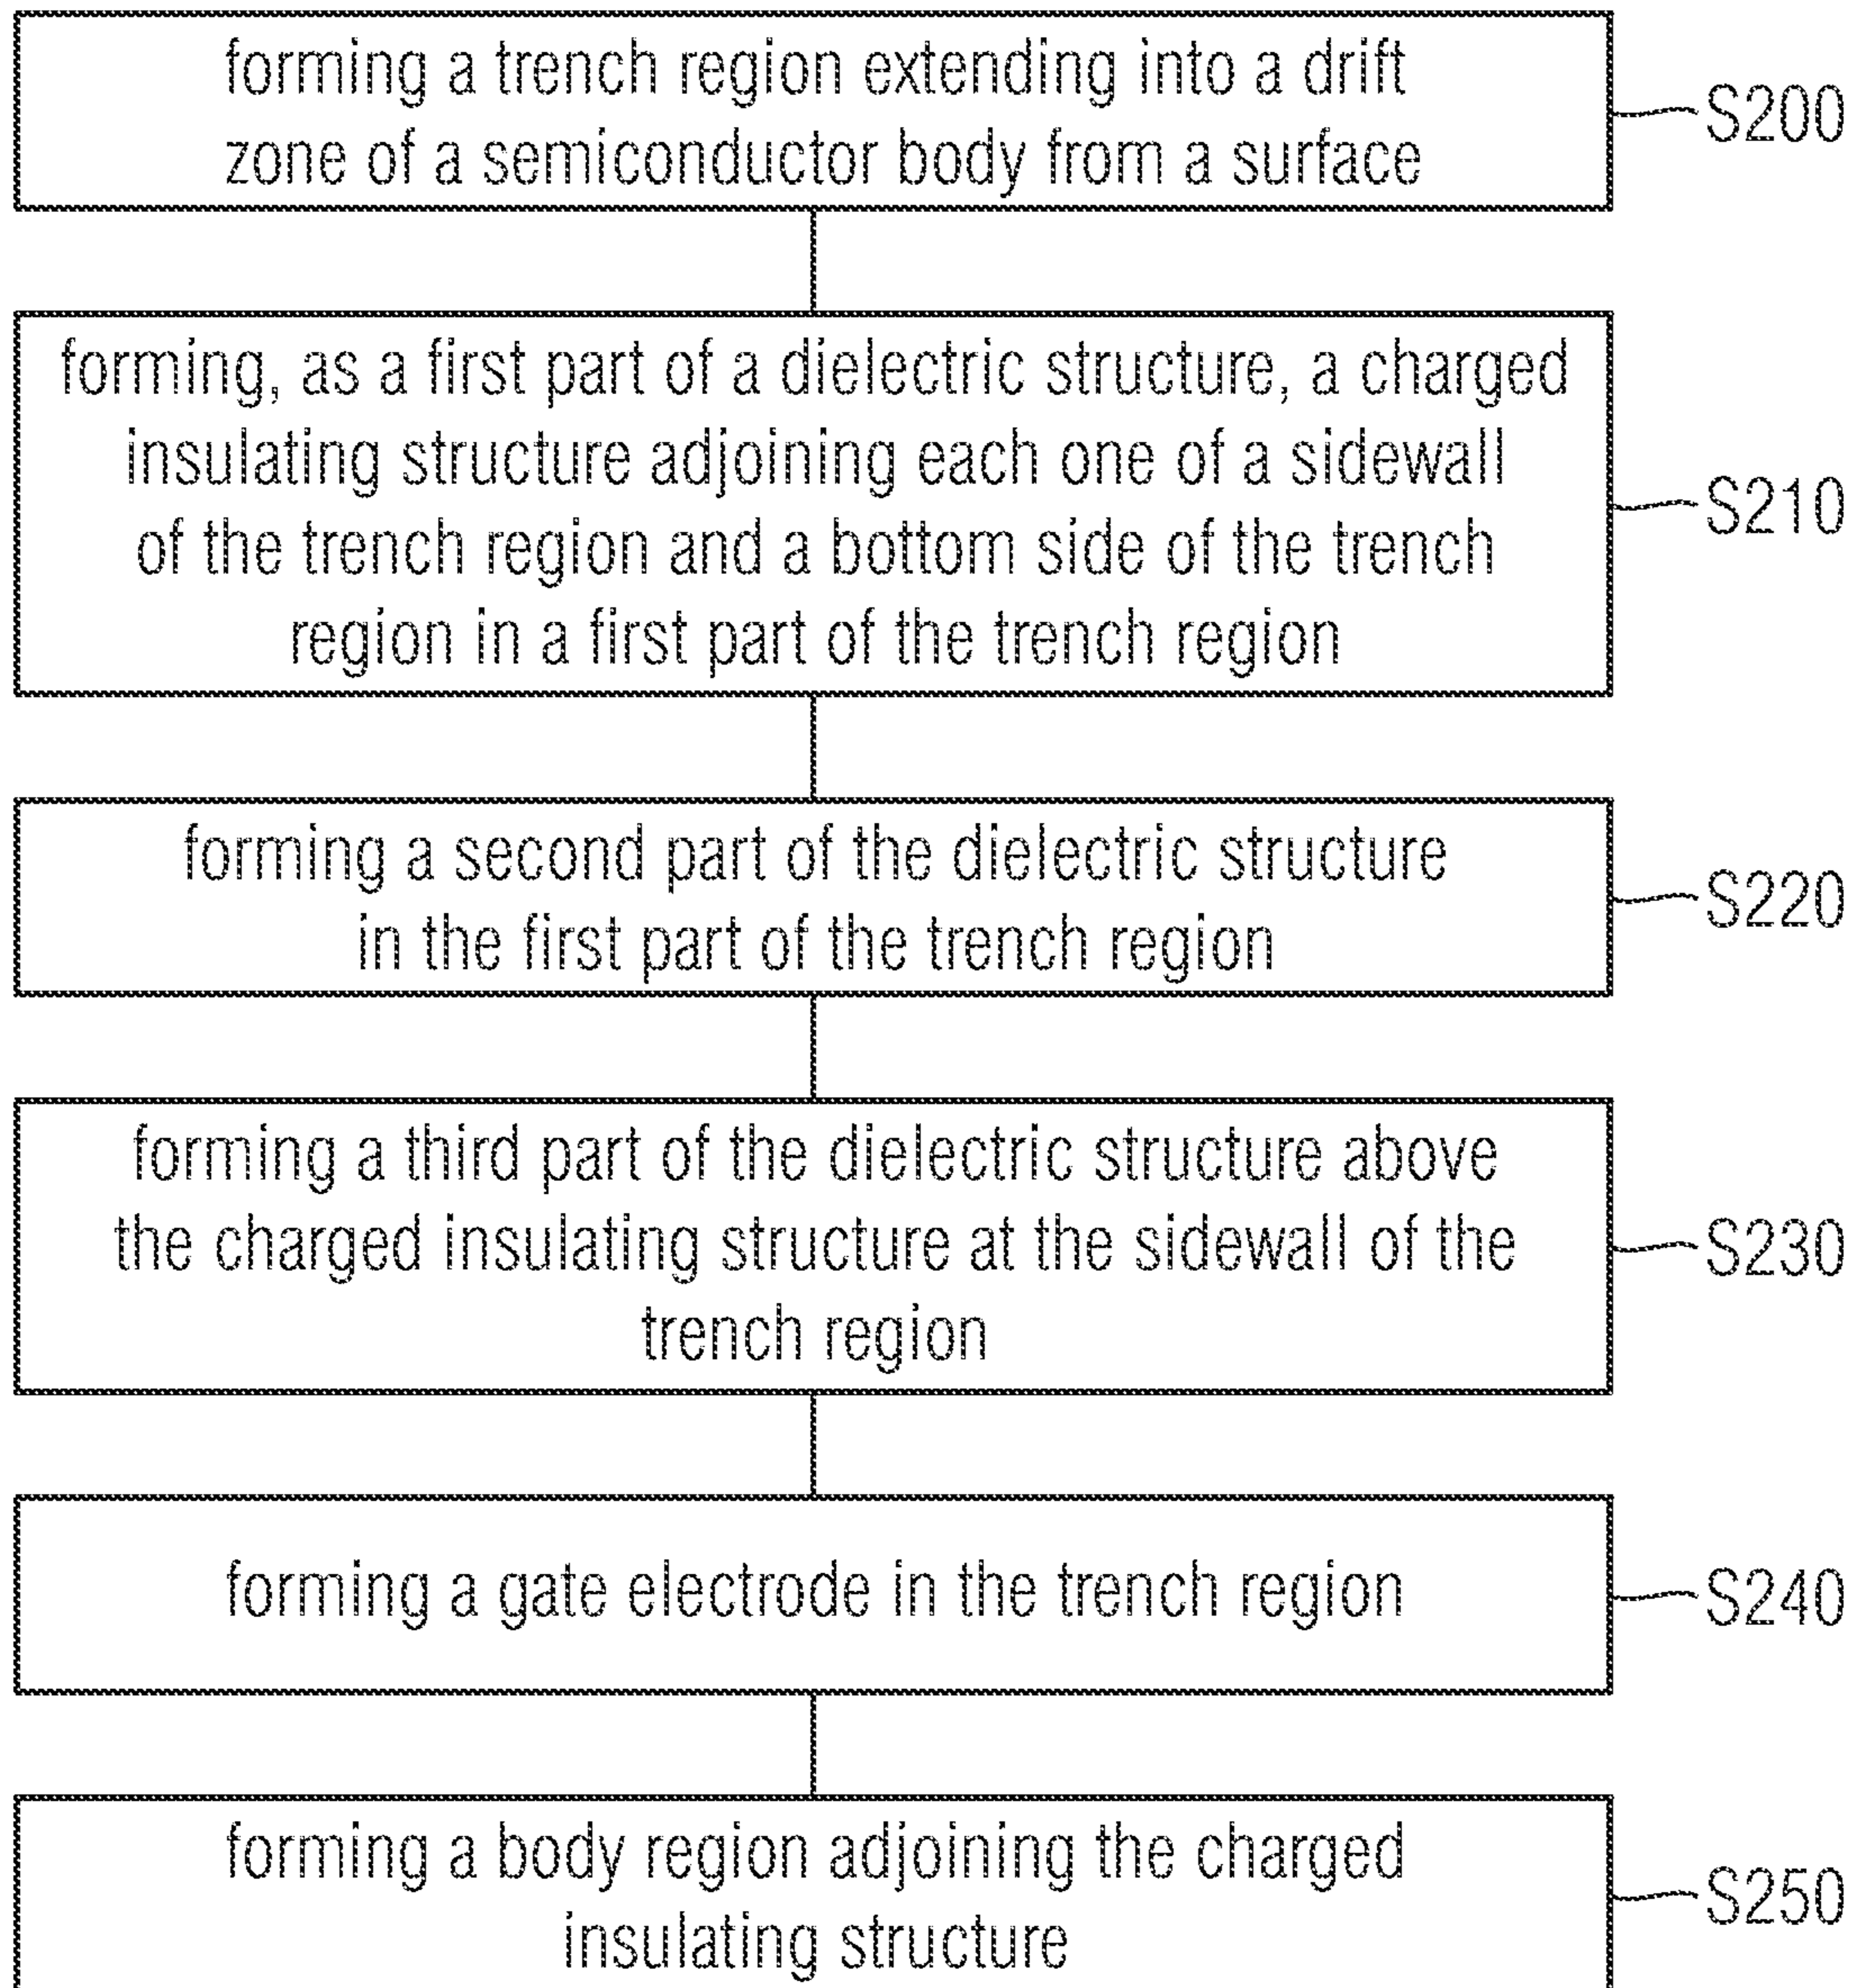 forming a trench region extending into a drift
zone of a semiconductor body from a surface
S200
forming, as a first part of a dielectric structure, a charged
insulating structure adjoining each one of a sidewall
of the trench region and a bottom side of the trench
region in a first part of the trench region
S210
forming a second part of the dielectric structure
in the first part of the trench region
S220
forming a third part of the dielectric structure above
the charged insulating structure at the sidewall of the
trench region
S230
forming a gate electrode in the trench region
S240
forming a body region adjoining the charged
insulating structure
S250